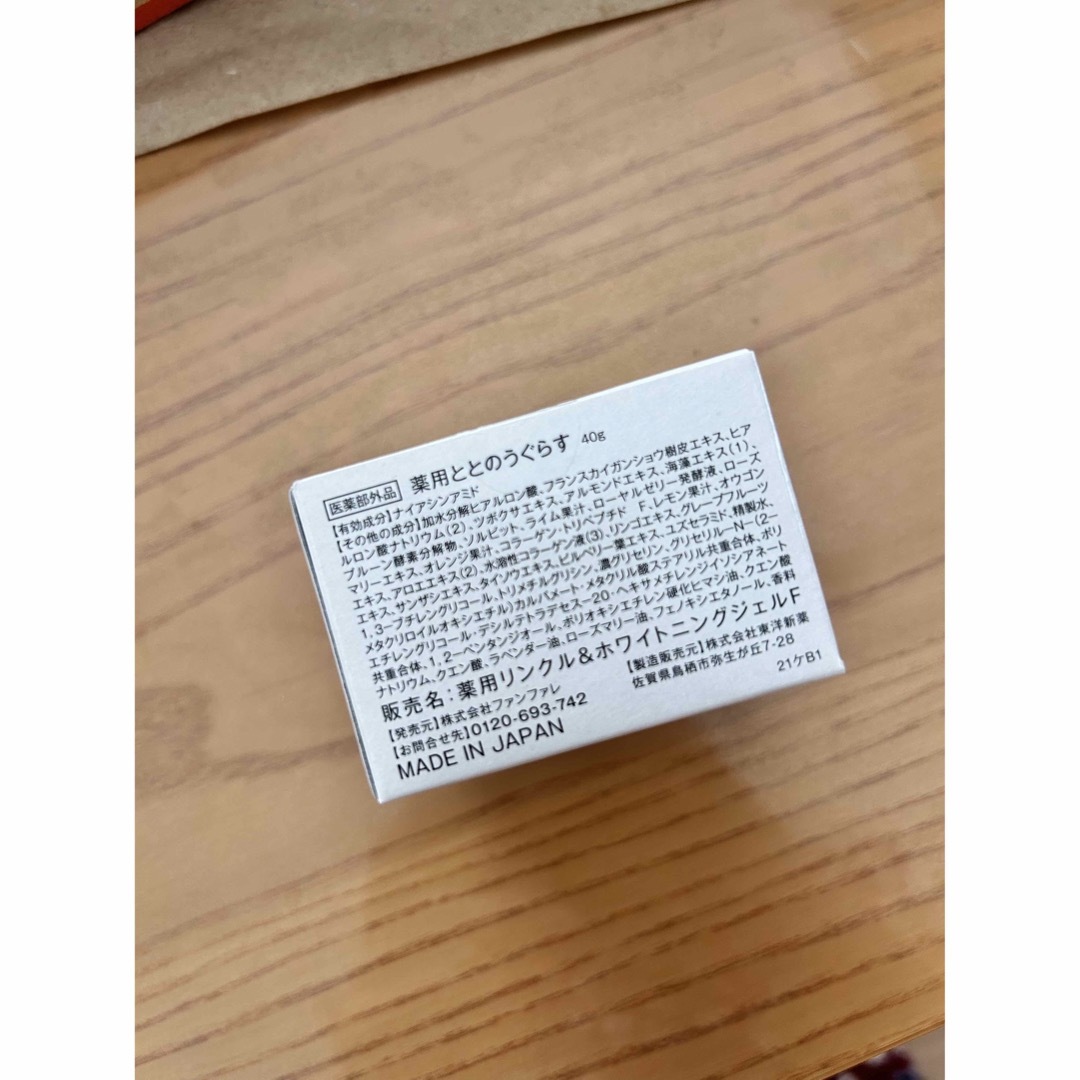 医薬部外品 薬用ととのうぐらす 40g
【有効成分】ナイアシンアミド
【その他の成分】加水分解ヒアルロン酸、フランスカイガンショウ樹皮エキス、ヒア
ルロン酸ナトリウム(2)、ツボクサエキス、アルモンドエキス、海藻エキス(1)、
プルーン酵素分解物、ソルビット、ライム果汁、ローヤルゼリー発酵液、ローズ
マリーエキス、オレンジ果汁、コラーゲン・トリペプチド F、レモン果汁、オウゴン
エキス、アロエエキス(2)、水溶性コラーゲン液(3)、リンゴエキス、グレープフルーツ
エキス、サンザシエキス、タイソウエキス、ビルベリー葉エキス、ユズセラミド、精製水、
1,3-ブチレングリコール、トリメチルグリシン、濃グリセリン、グリセリル-N-(2-
メタクリロイルオキシエチル)カルバメート・メタクリル酸ステアリル共重合体、ポリ
エチレングリコール・デシルテトラデセス-20・ヘキサメチレンジイソシアネート
共重合体、1,2-ペンタンジオール、ポリオキシエチレン硬化ヒマシ油、クエン酸
ナトリウム、クエン酸、ラベンダー油、ローズマリー油、フェノキシエタノール、香料
販売名:薬用リンクル&ホワイトニングジェルF
【発売元】株式会社ファンファレ
【お問合せ先】0120-693-742
MADE IN JAPAN
【製造販売元】株式会社東洋新薬
佐賀県鳥栖市弥生が丘7-28
21ケB1